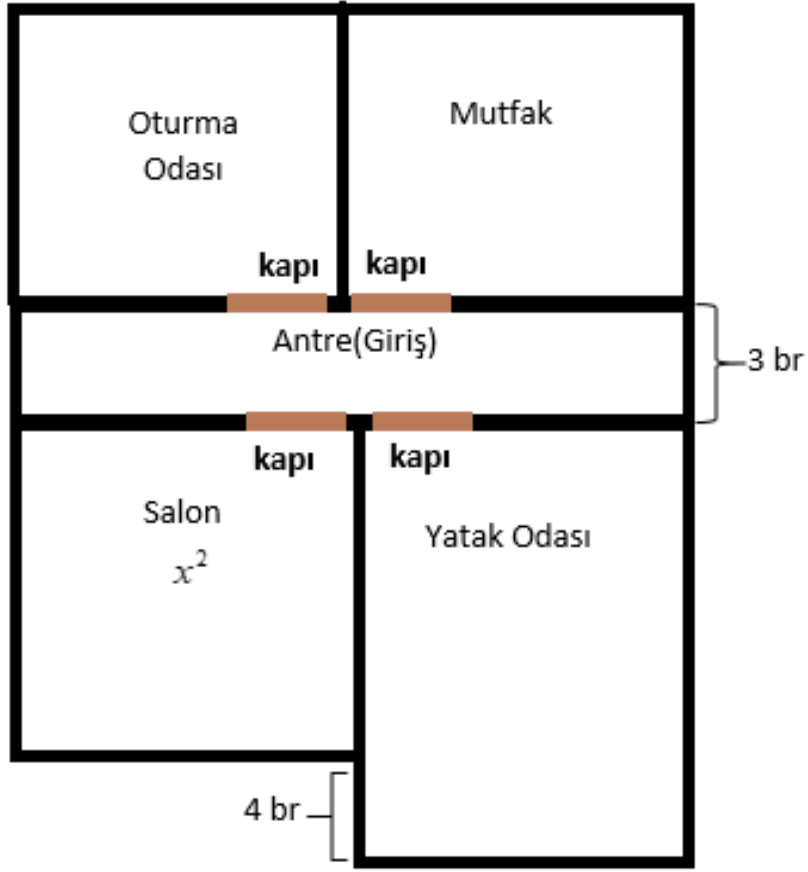 Oturma
Odası
Mutfak
kapı
kapı
Antre(Giriş)
3 br
kapı
kapı
Salon
x²
Yatak Odası
4 br